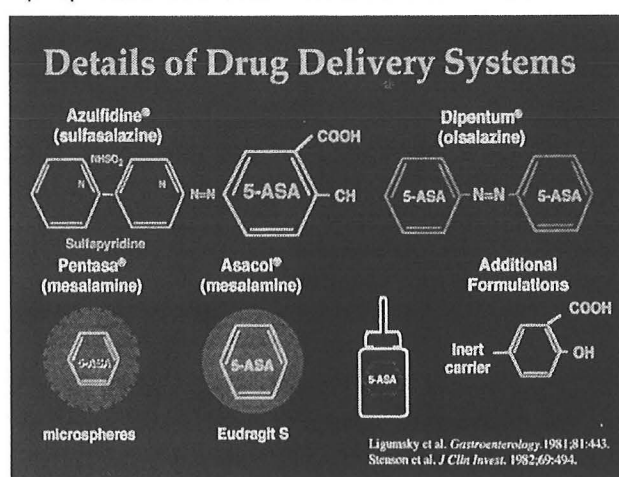 Details of Drug Delivery Systems
Azulfidine®
(sulfasalazine)
NHSO2
N
N
N=N
5-ASA
COOH
CH
Sulfapyridine
Dipentum®
(olsalazine)
5-ASA
N=N
5-ASA
Pentasa®
(mesalamine)
5-ASA
microspheres
Asacol®
(mesalamine)
5-ASA
Eudragit S
5-ASA
Additional
Formulations
COOH
Inert
carrier
OH
Ligumsky et al. Gastroenterology.1981;81:443.
Stenson et al. J Clin Invest. 1982;69:494.